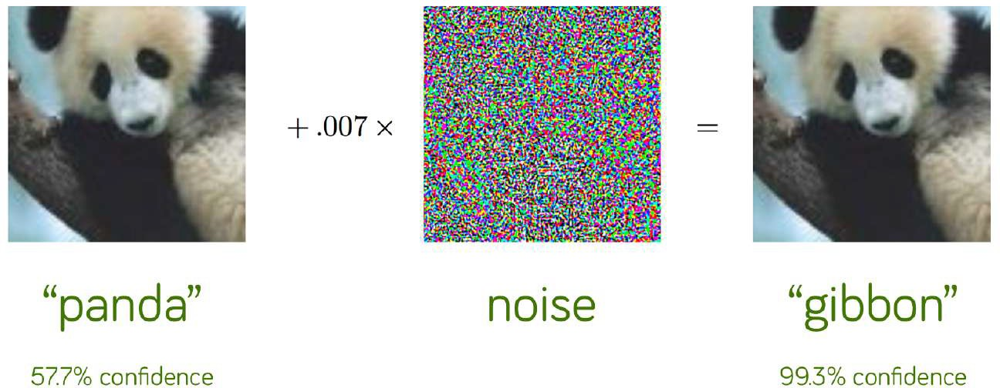 + .007 ×
=
“panda”
noise
“gibbon”
57.7% confidence
99.3% confidence